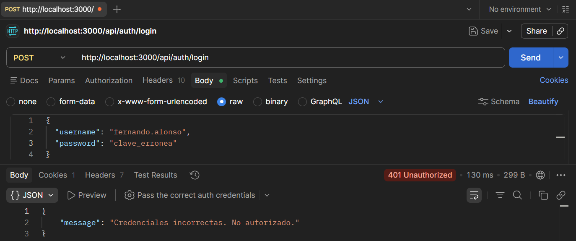 POST http://localhost:3000/
No environment
http://localhost:3000/api/auth/login
Save
Share
POST
http://localhost:3000/api/auth/login
Send
Docs
Params
Authorization
Headers 10
Body
Scripts
Tests
Settings
Cookies
none
form-data
x-www-form-urlencoded
raw
binary
GraphQL
JSON
Schema
Beautify
1 {
2 "username": "fernando.alonso",
3 "password": "clave_erronea"
4 }
Body
Cookies 1
Headers 7
Test Results
401 Unauthorized
130 ms
299 B
{ } JSON
Preview
Pass the correct auth credentials
1 {
2 "message": "Credenciales incorrectas. No autorizado."
3 }